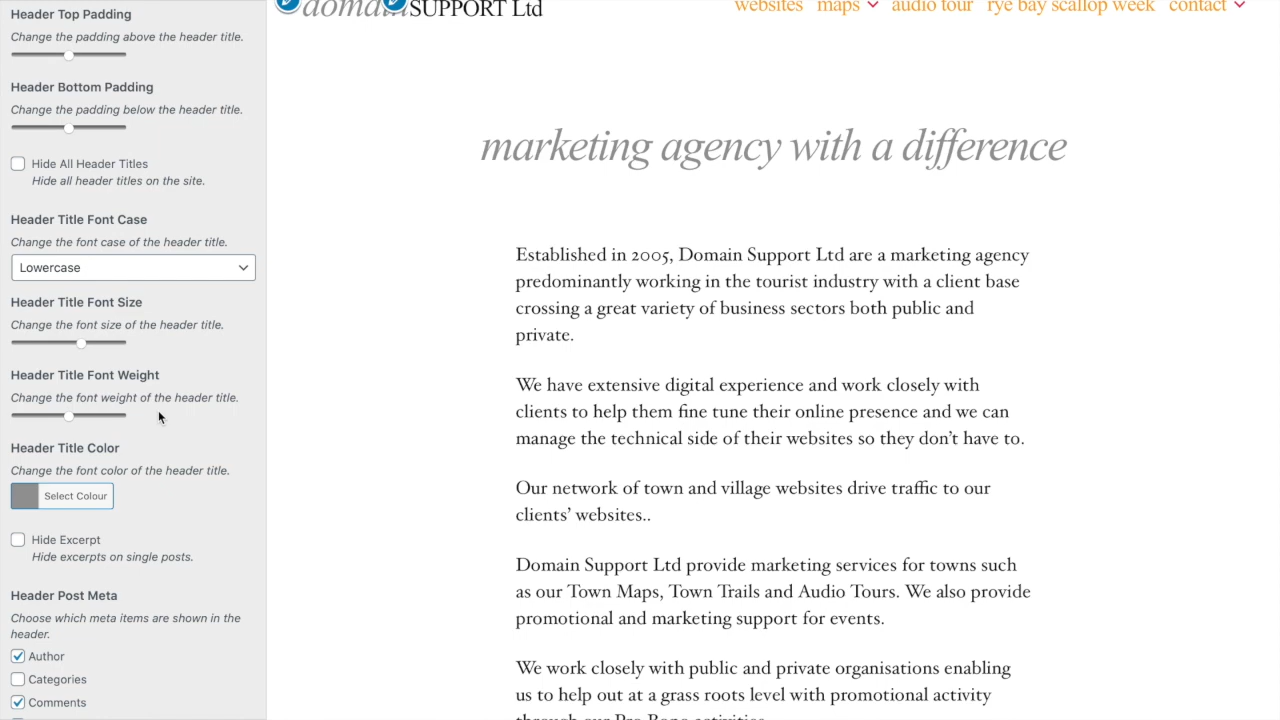 Header Top Padding
Change the padding above the header title.
Header Bottom Padding
Change the padding below the header title.
Hide All Header Titles
Hide all header titles on the site.
Header Title Font Case
Change the font case of the header title.
Lowercase
Header Title Font Size
Change the font size of the header title.
Header Title Font Weight
Change the font weight of the header title.
Header Title Color
Change the font color of the header title.
Select Colour
Hide Excerpt
Hide excerpts on single posts.
Header Post Meta
Choose which meta items are shown in the
header.
Author
Categories
Comments
domain SUPPORT Ltd
websites maps audio tour rye bay scallop week contact
marketing agency with a difference
Established in 2005, Domain Support Ltd are a marketing agency
predominantly working in the tourist industry with a client base
crossing a great variety of business sectors both public and
private.
We have extensive digital experience and work closely with
clients to help them fine tune their online presence and we can
manage the technical side of their websites so they don’t have to.
Our network of town and village websites drive traffic to our
clients’ websites..
Domain Support Ltd provide marketing services for towns such
as our Town Maps, Town Trails and Audio Tours. We also provide
promotional and marketing support for events.
We work closely with public and private organisations enabling
us to help out at a grass roots level with promotional activity
through our Pro Bono activities.